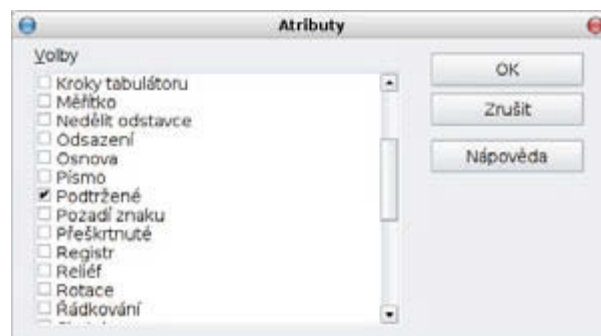 Atributy
Volby
Kroky tabulátoru
Měřítko
Nedělit odstavce
Odsazení
Osnova
Písmo
Podtržené
Pozadí znaku
Přeškrtnuté
Registr
Reliéf
Rotace
Řádkování
OK
Zrušit
Nápověda